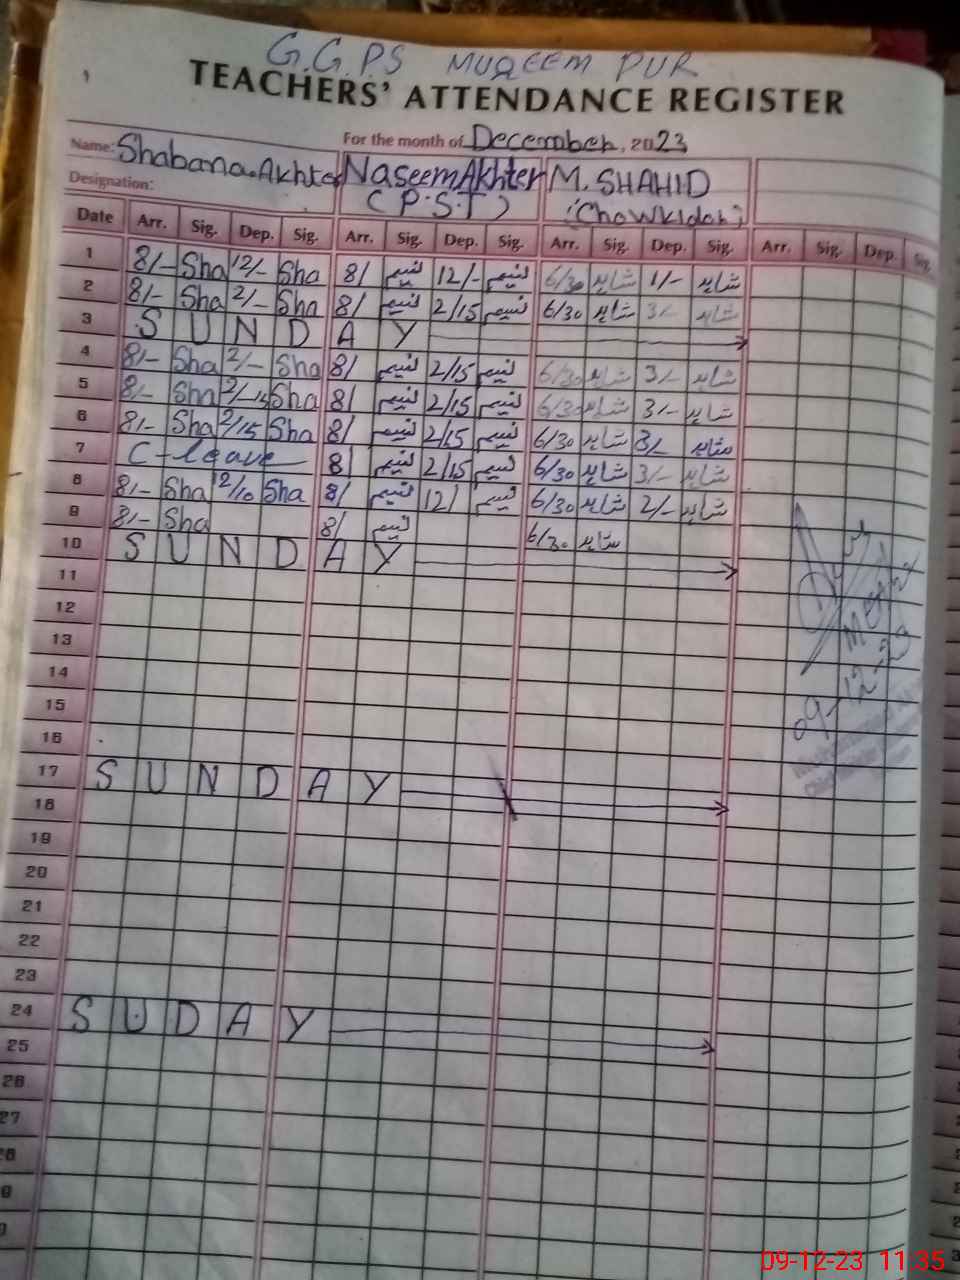 G.G.P.S MUQEEM PUR
TEACHERS' ATTENDANCE REGISTER
For the month of December, 2023
Name: Shabana Akhter NaseemAkhter M. SHAHID
Designation: (P.S.T) (Chowkidar)
Date Arr. Sig. Dep. Sig. Arr. Sig. Dep. Sig. Arr. Sig. Dep. Sig. Arr. Sig. Dep. Sig.
1 8/- Sha 12/- Sha 8/ نسیم 12/- نسیم 6/30 شاہد 1/- شاہد
2 8/- Sha 2/- Sha 8/ نسیم 2/15 نسیم 6/30 شاہد 3/- شاہد
3 SUNDAY
4 8/- Sha 2/- Sha 8/ نسیم 2/15 نسیم 6/30 شاہد 3/- شاہد
5 8/- Sha 2/-15 Sha 8/ نسیم 2/15 نسیم 6/30 شاہد 3/- شاہد
6 8/- Sha 2/15 Sha 8/ نسیم 2/15 نسیم 6/30 شاہد 3/- شاہد
7 C-leave 8/ نسیم 2/15 نسیم 6/30 شاہد 3/- شاہد
8 8/- Sha 12/10 Sha 8/ نسیم 12/ نسیم 6/30 شاہد 2/- شاہد
9 8/- Sha 8/ نسیم 6/30 شاہد
10 SUNDAY
11
12
13
14
15
16
17 SUNDAY
18
19
20
21
22
23
24 SUDAY
25
26
27
09-12-23
09-12-23 11:35